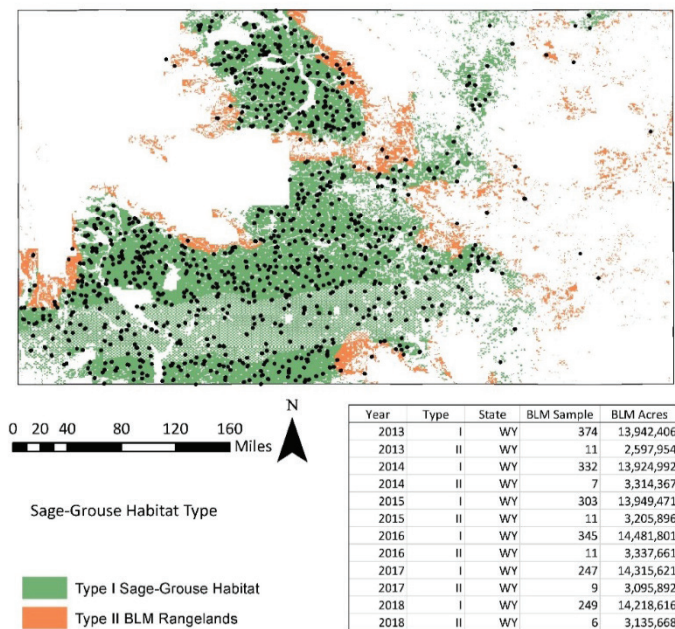 N
0 20 40 80 120 160
Miles
Sage-Grouse Habitat Type
Type I Sage-Grouse Habitat
Type II BLM Rangelands
Year Type State BLM Sample BLM Acres
2013 I WY 374 13,942,406
2013 II WY 11 2,597,954
2014 I WY 332 13,924,992
2014 II WY 7 3,314,367
2015 I WY 303 13,949,471
2015 II WY 11 3,205,896
2016 I WY 345 14,481,801
2016 II WY 11 3,337,661
2017 I WY 247 14,315,621
2017 II WY 9 3,095,892
2018 I WY 249 14,218,616
2018 II WY 6 3,135,668